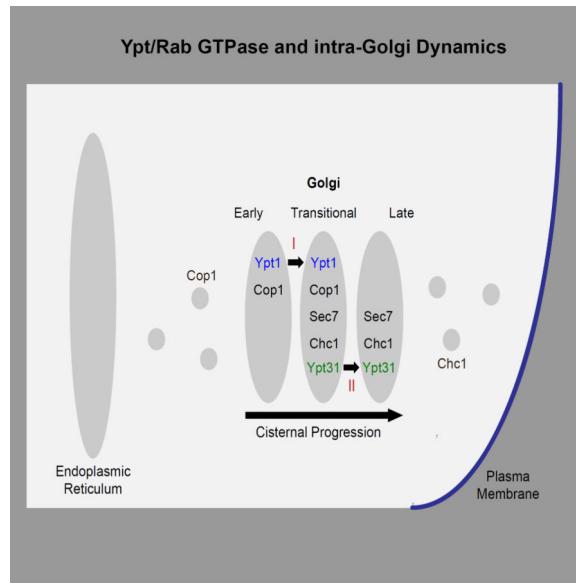 Ypt/Rab GTPase and intra-Golgi Dynamics
Golgi
Early Transitional Late
I
Ypt1 Ypt1
Cop1
Cop1 Cop1
Sec7 Sec7
Chc1 Chc1
Chc1
Ypt31 Ypt31
II
Cisternal Progression
Endoplasmic
Reticulum
Plasma
Membrane